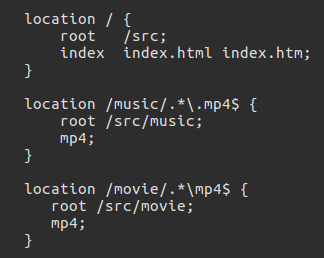 location / {
    root   /src;
    index  index.html index.htm;
}
location /music/.*\.mp4$ {
    root /src/music;
    mp4;
}
location /movie/.*\mp4$ {
   root /src/movie;
   mp4;
}